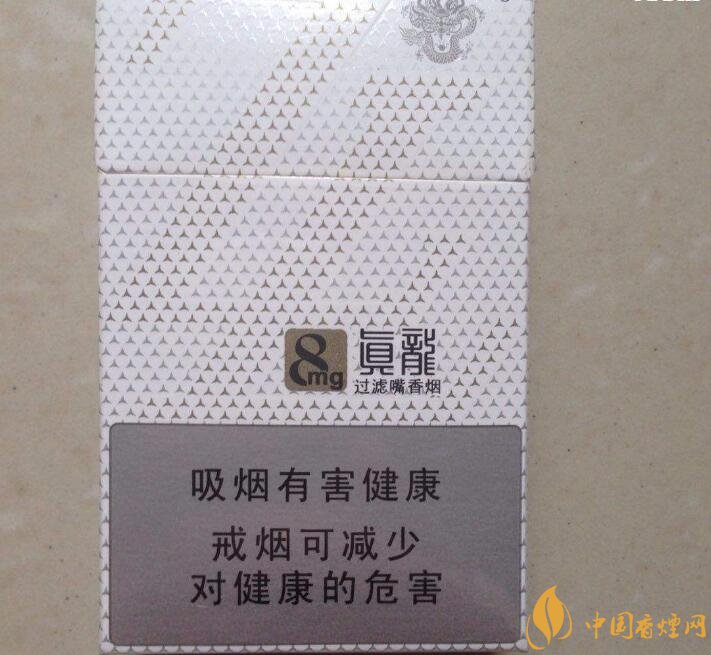 8mg
眞龍
过滤嘴香烟
吸烟有害健康
戒烟可减少
对健康的危害
中国香烟网